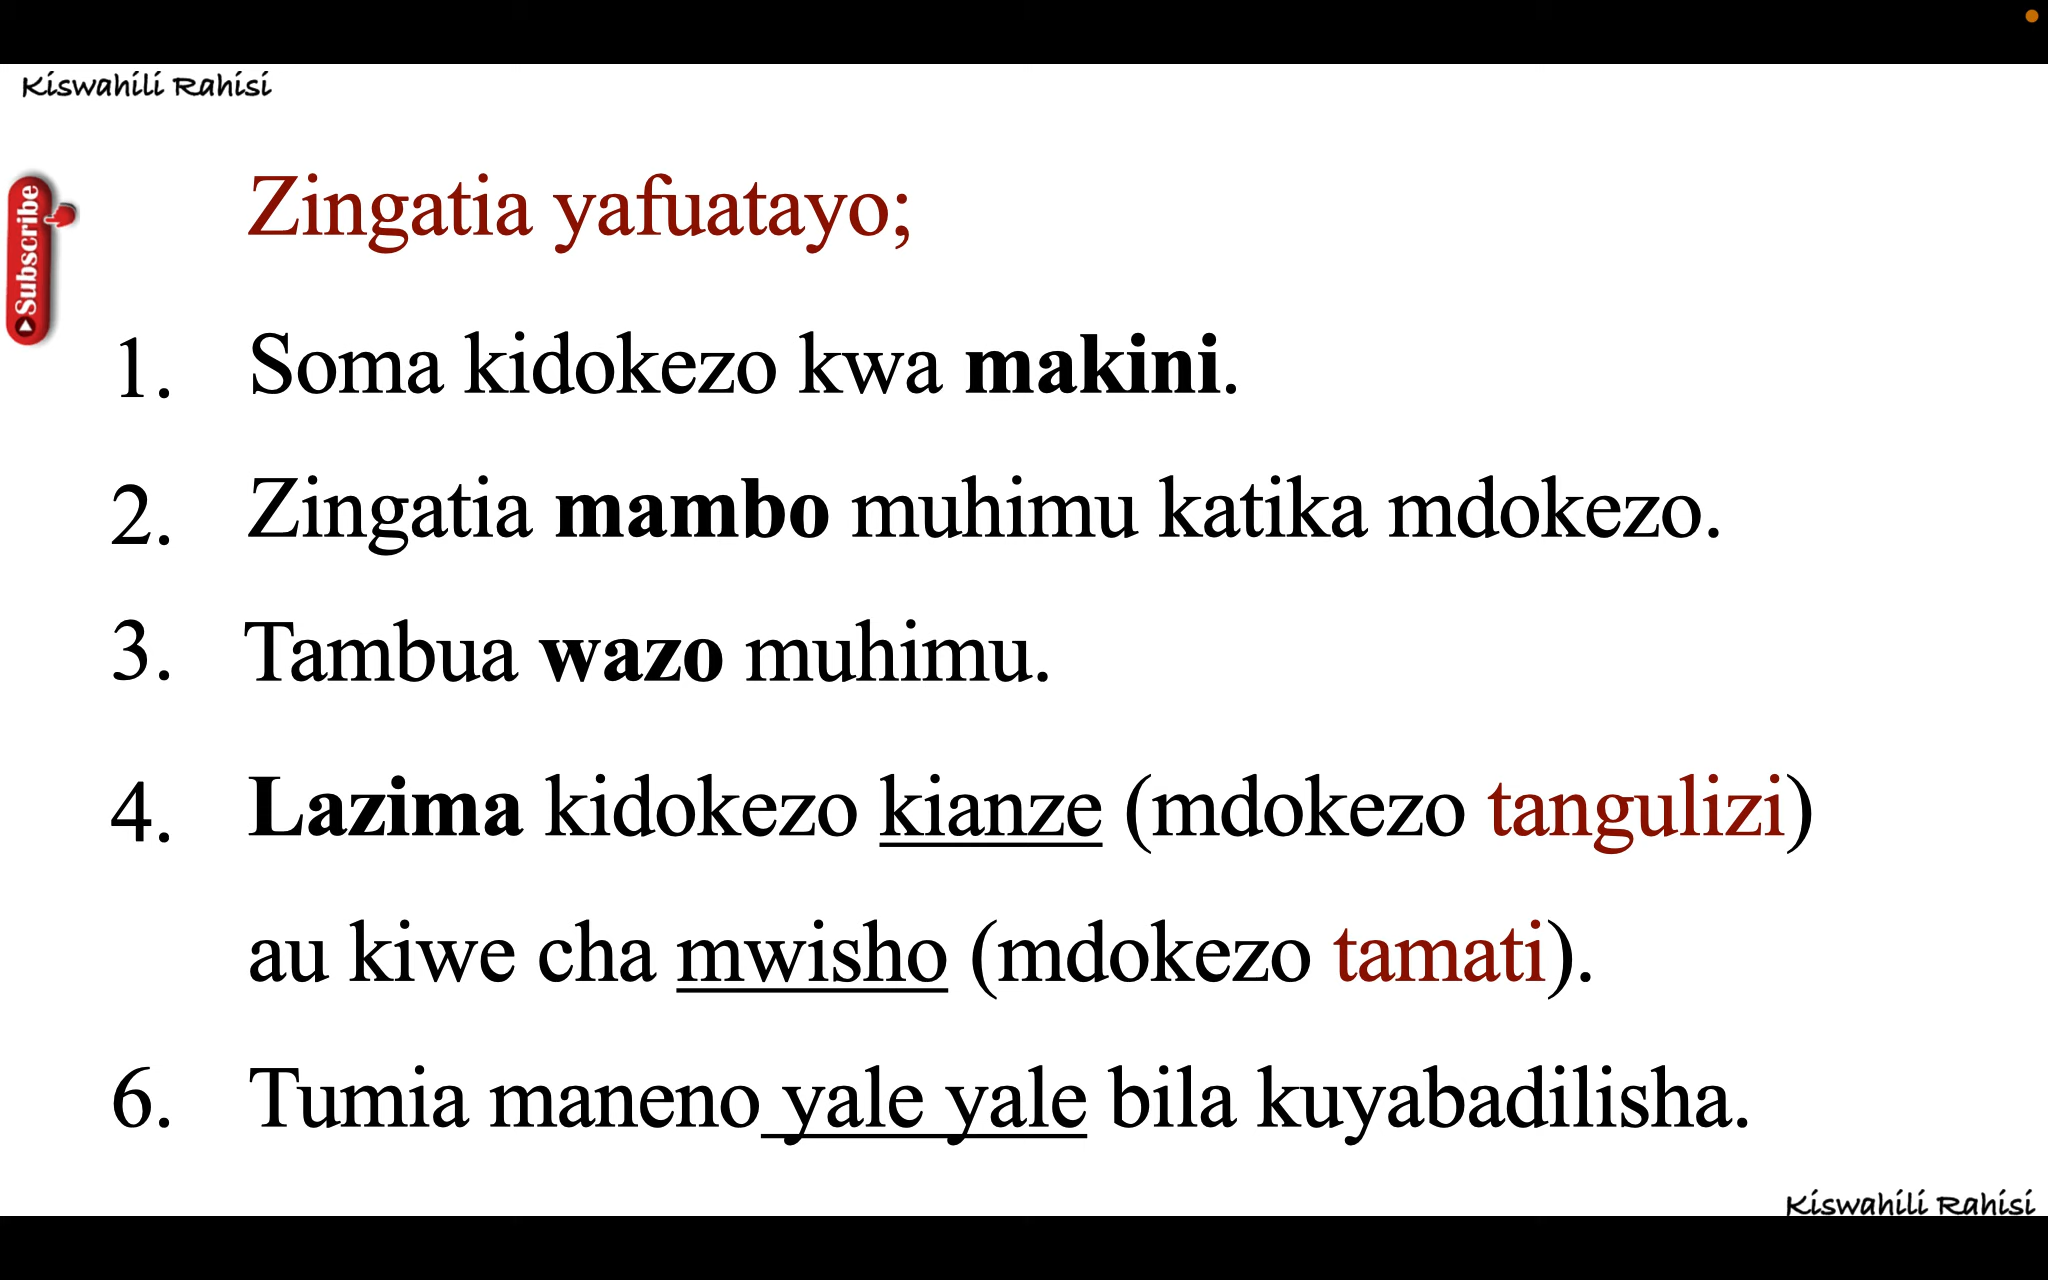 Kiswahili Rahisi
Subscribe
Zingatia yafuatayo;
1. Soma kidokezo kwa makini.
2. Zingatia mambo muhimu katika mdokezo.
3. Tambua wazo muhimu.
4. Lazima kidokezo kianze (mdokezo tangulizi)
au kiwe cha mwisho (mdokezo tamati).
6. Tumia maneno yale yale bila kuyabadilisha.
Kiswahili Rahisi